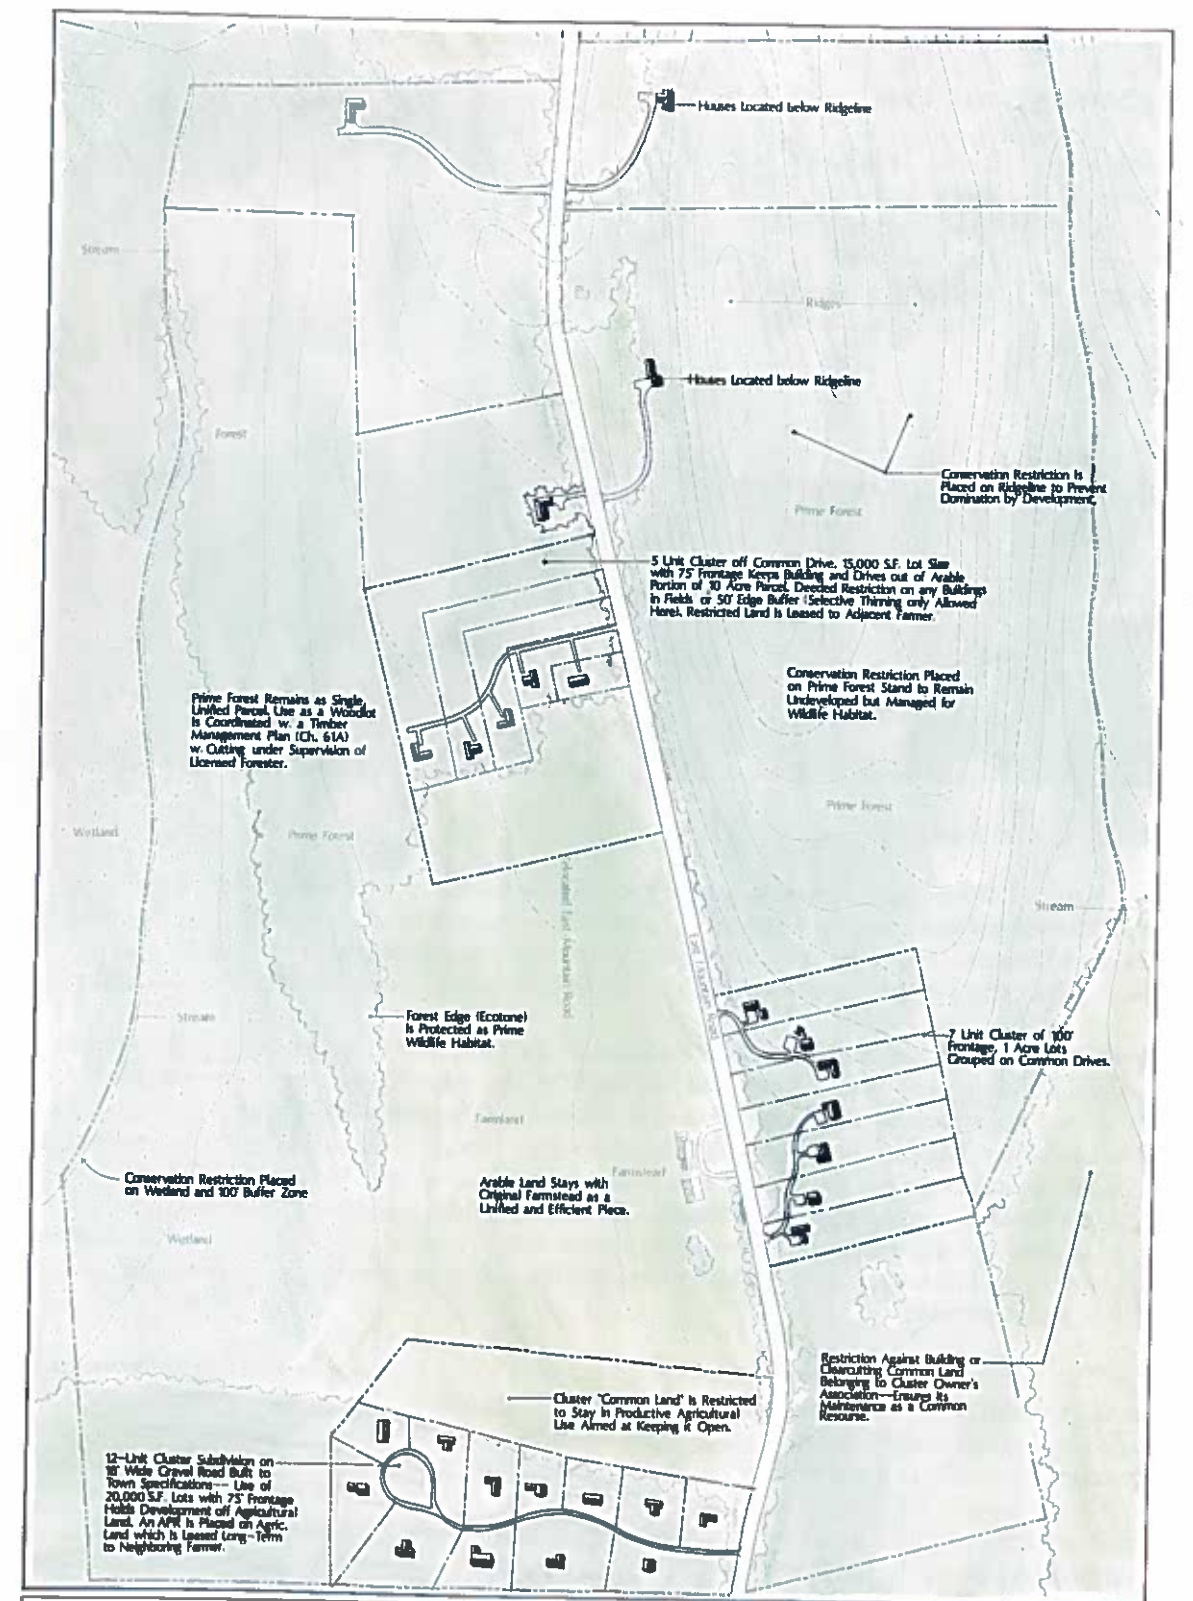 Houses Located below Ridgeline
Stream
Ridges
Houses Located below Ridgeline
Forest
Conservation Restriction Is
Placed on Ridgeline to Prevent
Domination by Development.
Prime Forest
5 Unit Cluster off Common Drive, 15,000 S.F. Lot Size
with 75' Frontage Keeps Building and Drives out of Arable
Portion of 10 Acre Parcel. Deeded Restriction on any Buildings
in Fields or 50' Edge Buffer (Selective Thinning only Allowed
Here). Restricted Land Is Leased to Adjacent Farmer.
Conservation Restriction Placed
on Prime Forest Stand to Remain
Undeveloped but Managed for
Wildlife Habitat.
Prime Forest Remains as Single
Unified Parcel. Use as a Woodlot
Is Coordinated w. a Timber
Management Plan (Ch. 61A)
w. Cutting under Supervision of
Licensed Forester.
Prime Forest
Wetland
Prime Forest
East Mountain Road
Stream
East Mountain
Stream
Forest Edge (Ecotone)
Is Protected as Prime
Wildlife Habitat.
7 Unit Cluster of 100'
Frontage, 1 Acre Lots
Grouped on Common Drives.
Farmland
Farmstead
Conservation Restriction Placed
on Wetland and 100' Buffer Zone
Arable Land Stays with
Original Farmstead as a
Unified and Efficient Piece.
Wetland
Restriction Against Building or
Clearcutting Common Land
Belonging to Cluster Owner's
Association—Ensures Its
Maintenance as a Common
Resourse.
Cluster "Common Land" Is Restricted
to Stay in Productive Agricultural
Use Aimed at Keeping it Open.
12-Unit Cluster Subdivision on
18' Wide Gravel Road Built to
Town Specifications— Use of
20,000 S.F. Lots with 75' Frontage
Holds Development off Agricultural
Land. An APR Is Placed on Agric.
Land which Is Leased Long-Term
to Neighboring Farmer.